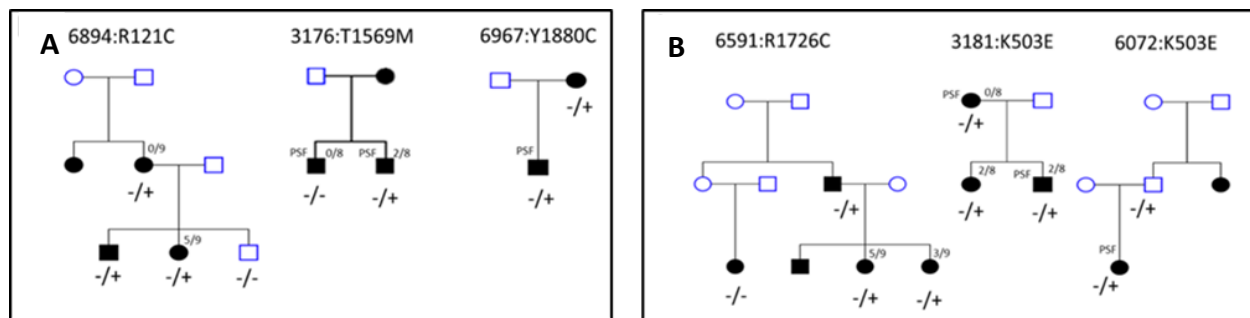 A
6894:R121C
3176:T1569M
6967:Y1880C
-/+
0/9
-/+
PSF
0/8
-/-
PSF
2/8
-/+
PSF
-/+
-/+
5/9
-/+
-/-
B
6591:R1726C
3181:K503E
6072:K503E
PSF
0/8
-/+
-/+
2/8
-/+
PSF
2/8
-/+
-/+
-/-
5/9
-/+
3/9
-/+
PSF
-/+